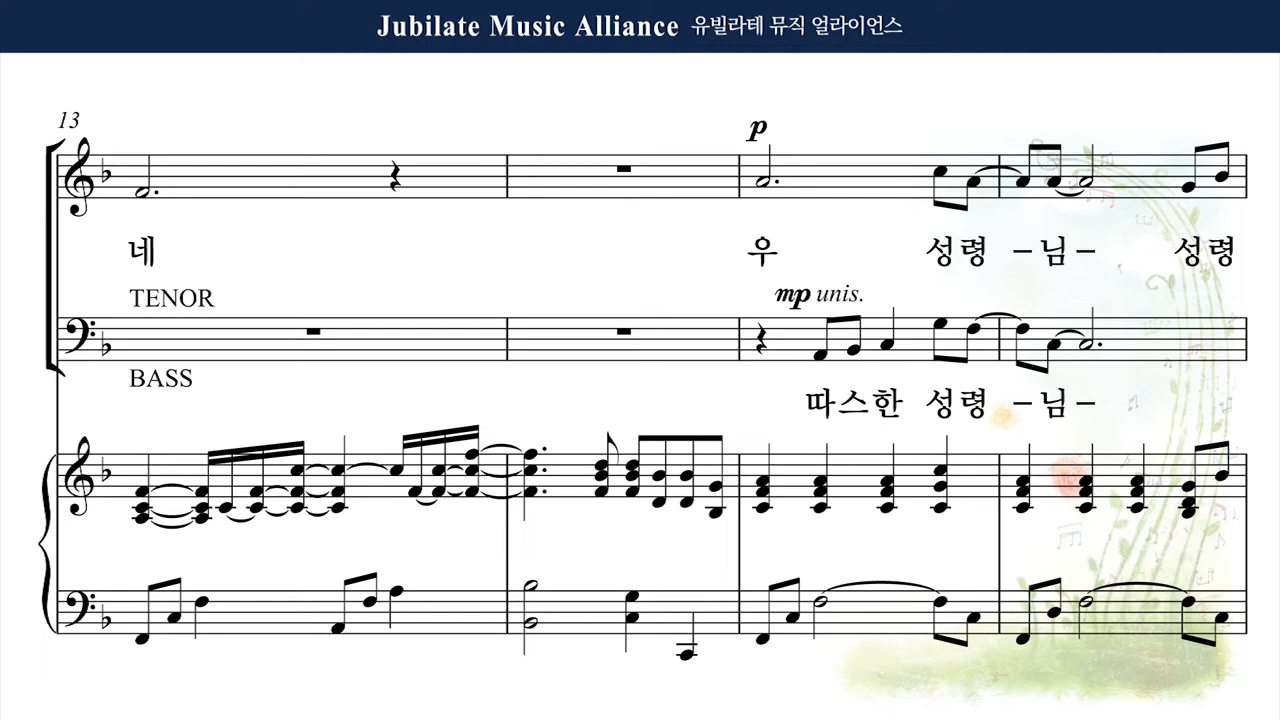 Jubilate Music Alliance 유빌라테 뮤직 얼라이언스
13
p
네 우 성령 – 님 – 성령
TENOR
mp unis.
BASS
따스한 성령 – 님 –